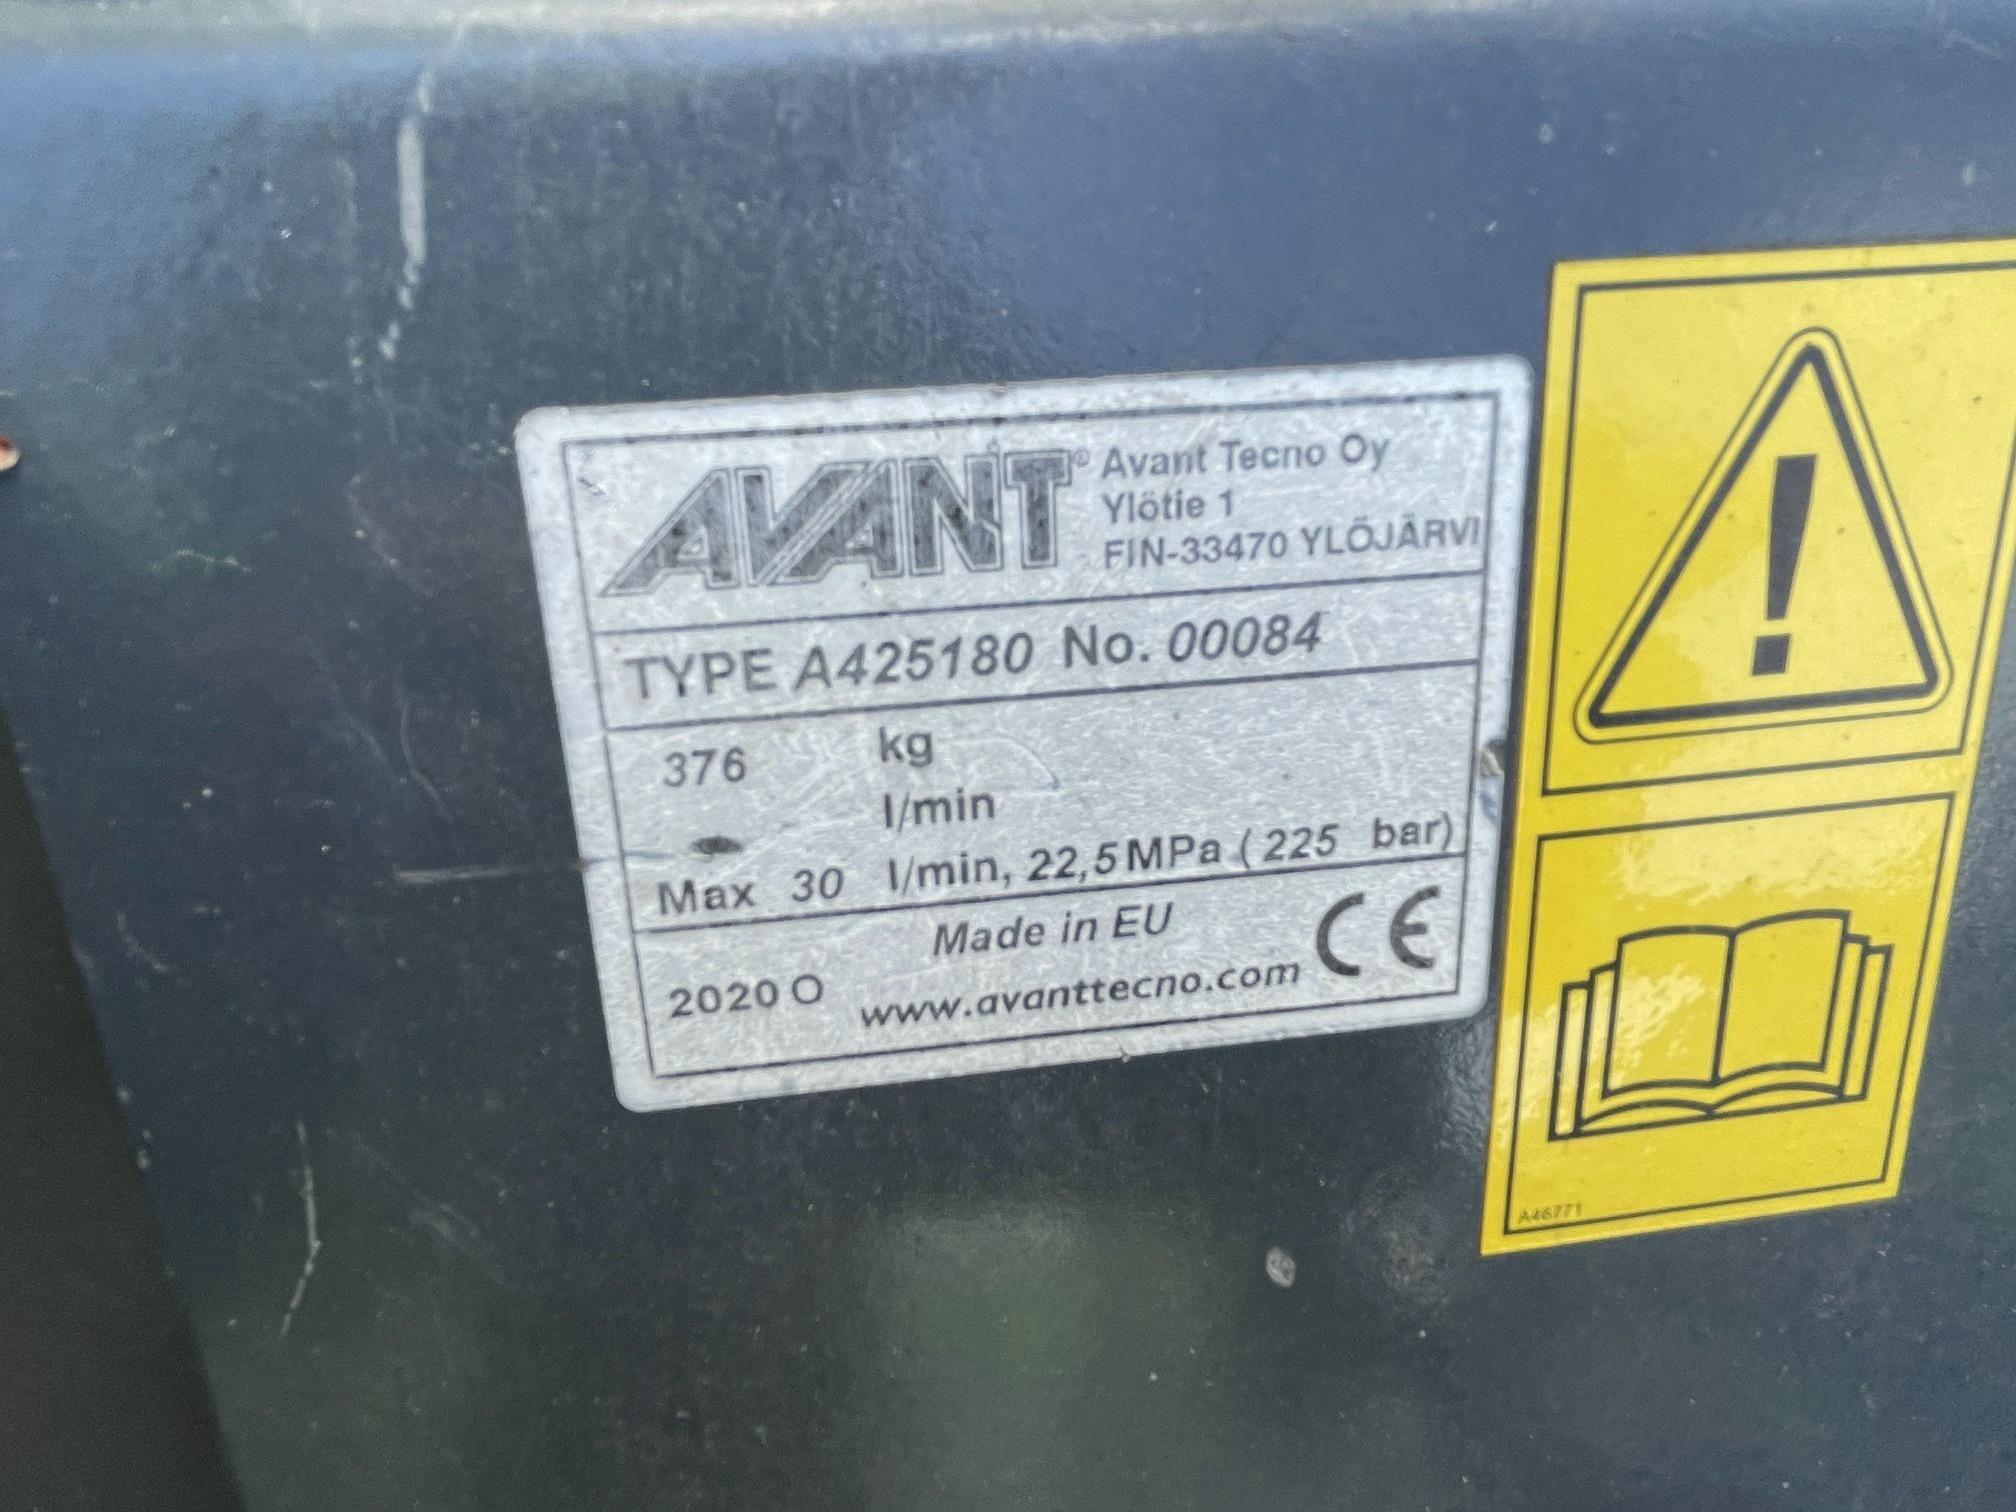 AVANT® Avant Tecno Oy
Ylötie 1
FIN-33470 YLÖJÄRVI
TYPE A425180 No. 00084
376 kg
l/min
Max 30 l/min, 22,5 MPa (225 bar)
Made in EU
2020 O www.avanttecno.com CE
A46771